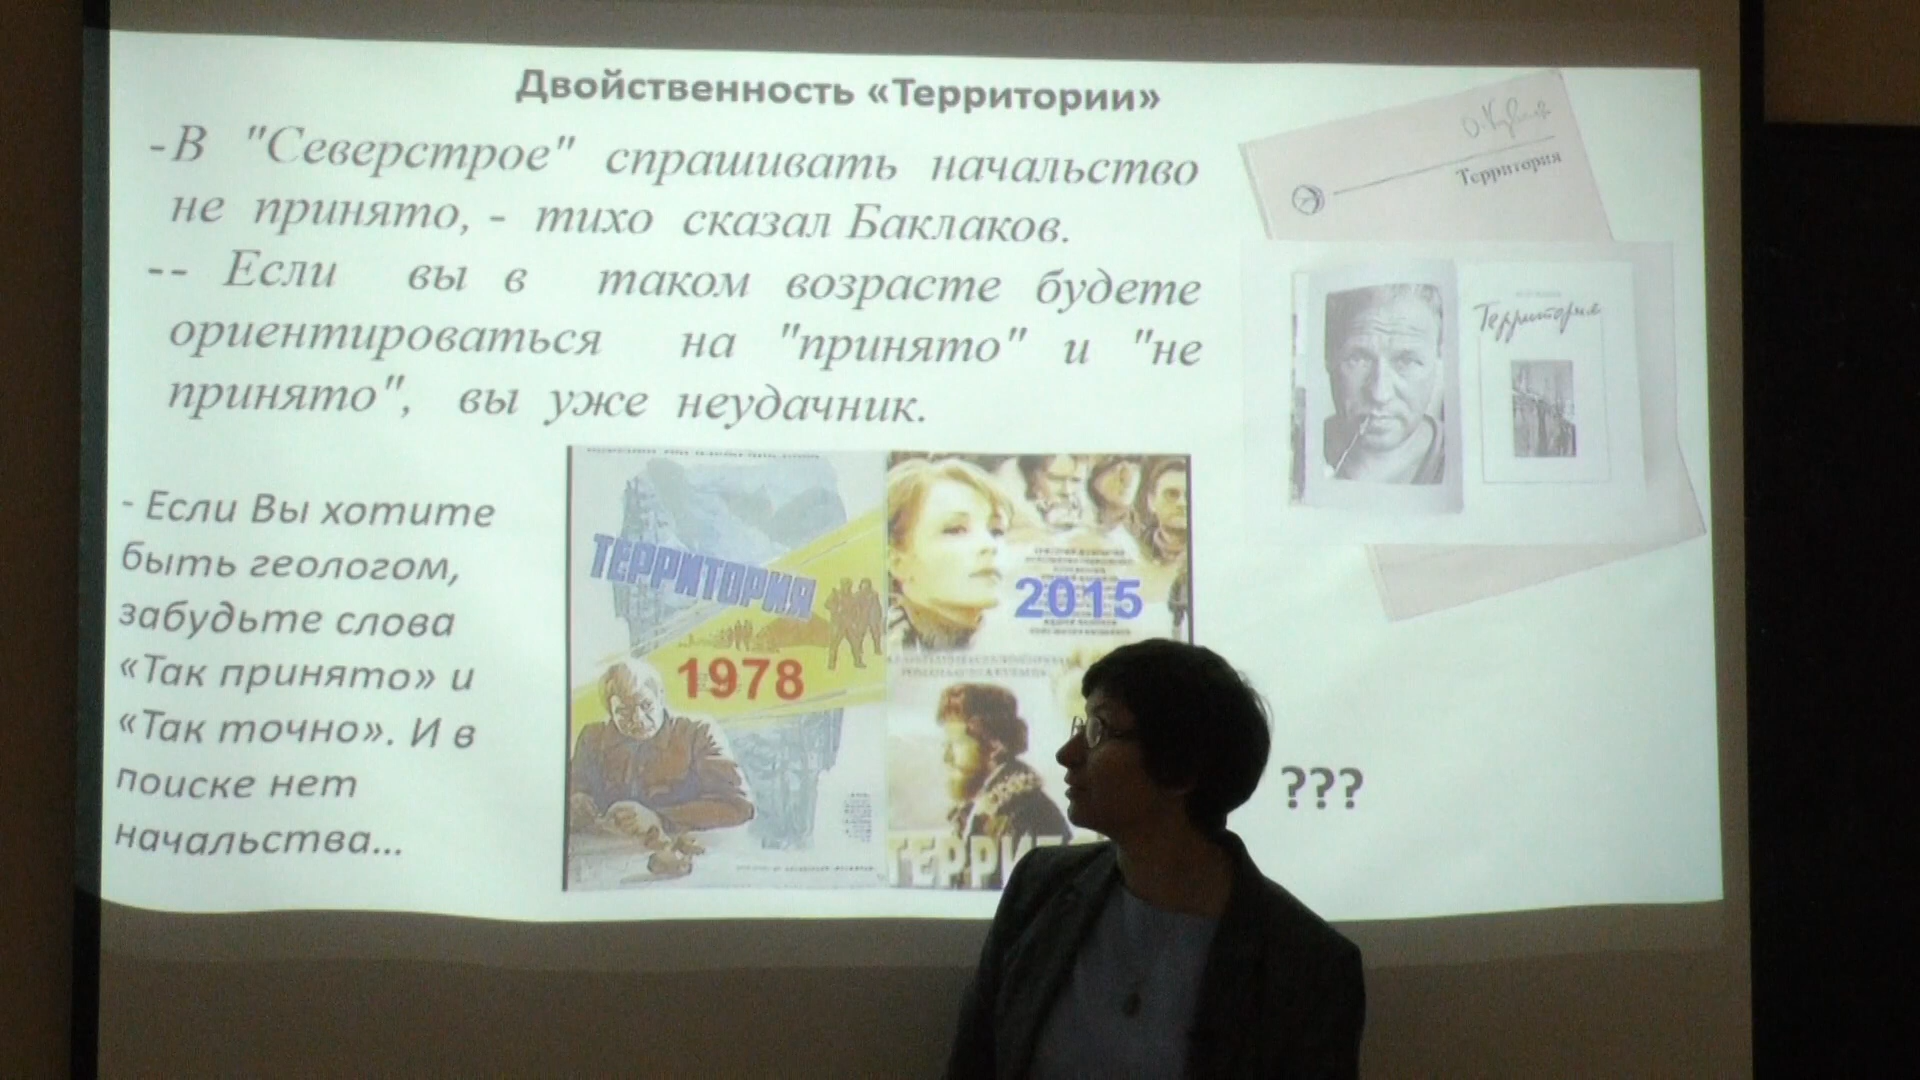 Двойственность «Территории»
-В "Северстрое" спрашивать начальство
не принято, - тихо сказал Баклаков.
-- Если вы в таком возрасте будете
ориентироваться на "принято" и "не
принято", вы уже неудачник.
- Если Вы хотите
быть геологом,
забудьте слова
«Так принято» и
«Так точно». И в
поиске нет
начальства...
ТЕРРИТОРИЯ
1978
2015
???
Территория
Территория